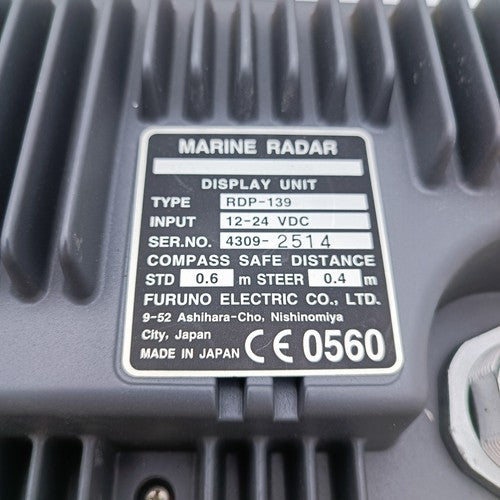 MARINE RADAR
DISPLAY UNIT
TYPE RDP-139
INPUT 12-24 VDC
SER.NO. 4309-2514
COMPASS SAFE DISTANCE
STD 0.6 m STEER 0.4 m
FURUNO ELECTRIC CO., LTD.
9-52 Ashihara-Cho, Nishinomiya
City, Japan
MADE IN JAPAN CE 0560